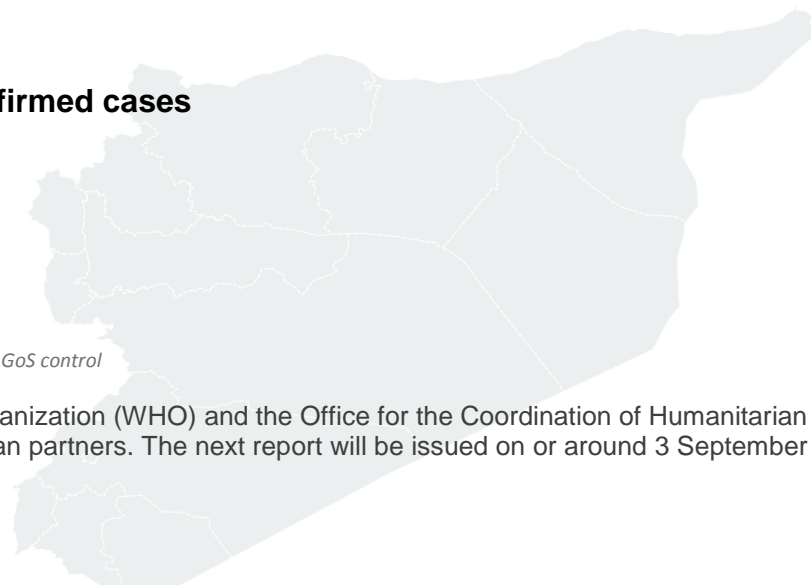 firmed cases
GoS control
anization (WHO) and the Office for the Coordination of Humanitarian
an partners. The next report will be issued on or around 3 September